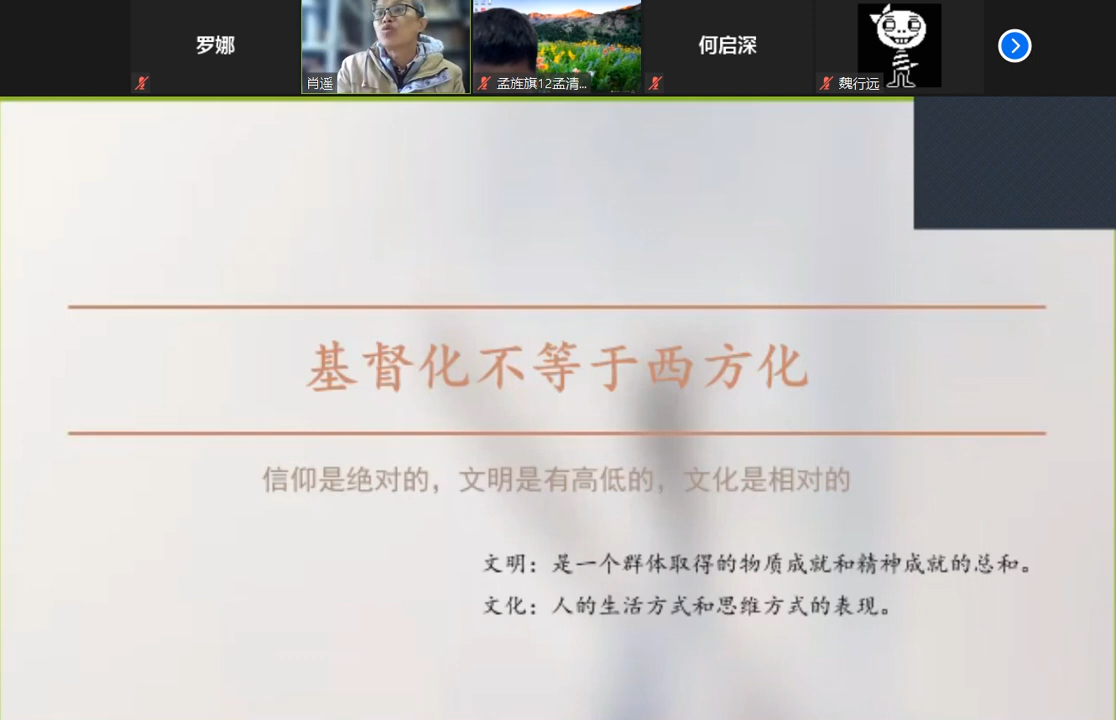 罗娜
肖遥
孟旌旗12孟清...
何启深
魏行远
基督化不等于西方化
信仰是绝对的，文明是有高低的，文化是相对的
文明：是一个群体取得的物质成就和精神成就的总和。
文化：人的生活方式和思维方式的表现。